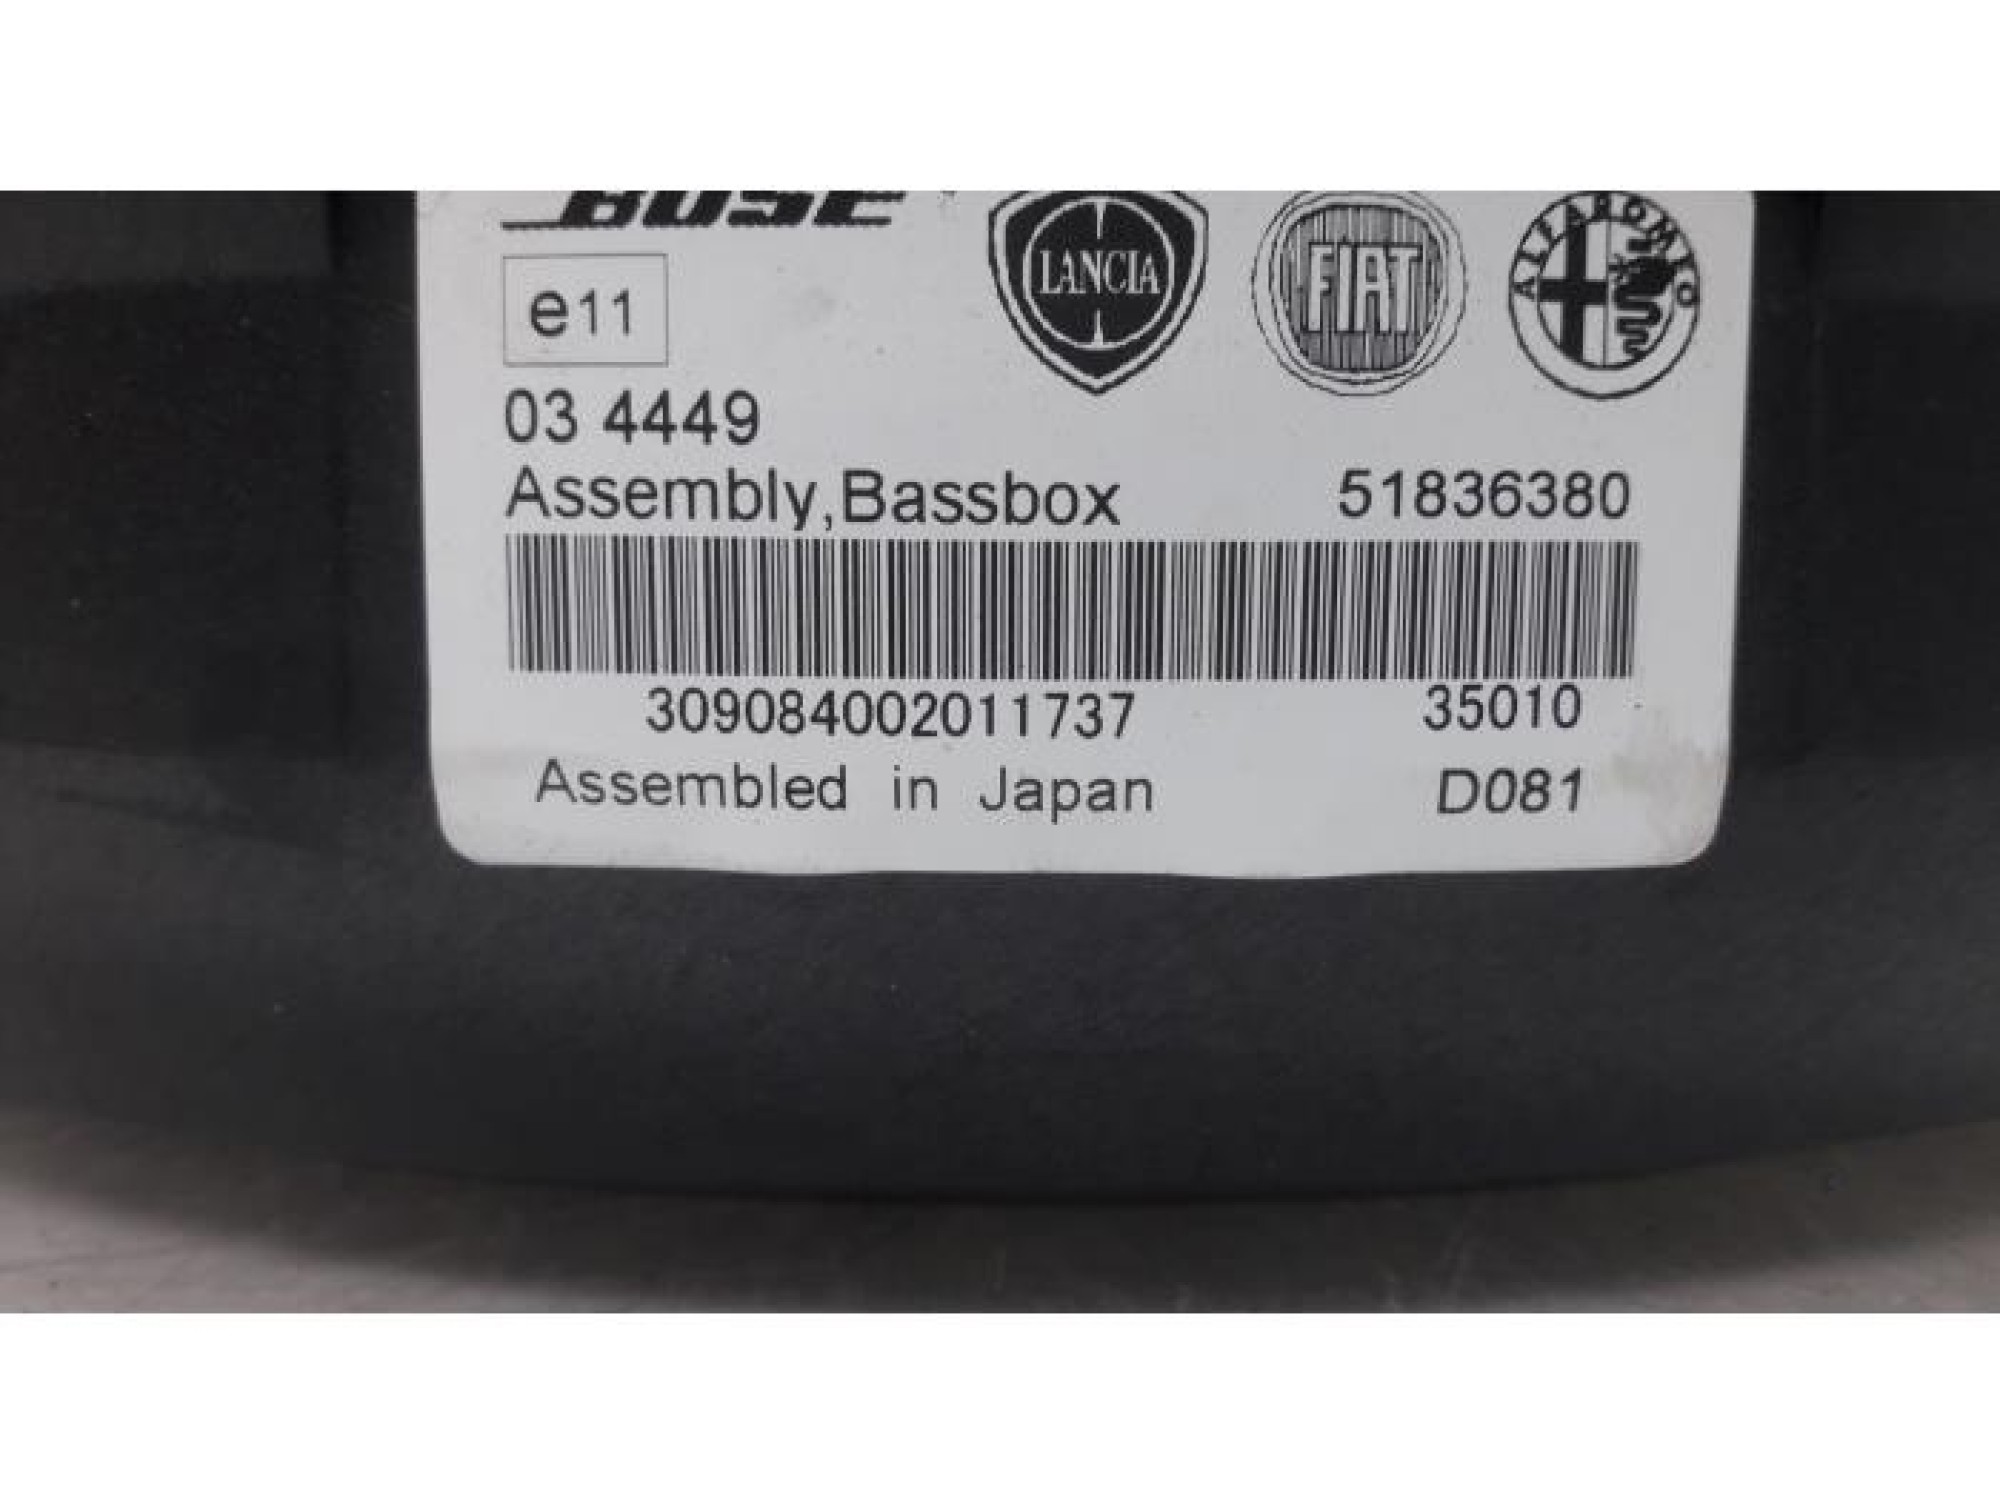 BOSE
LANCIA FIAT ALFA ROMEO
e11
03 4449
Assembly,Bassbox 51836380
309084002011737 35010
Assembled in Japan D081